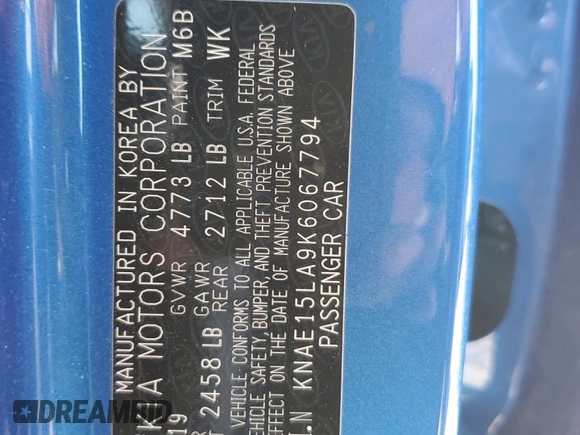 MANUFACTURED IN KOREA BY
KIA MOTORS CORPORATION
19 GVWR 4773 LB PAINT M6B
2458 LB GAWR REAR 2712 LB TRIM WK
VEHICLE CONFORMS TO ALL APPLICABLE U.S.A. FEDERAL
VEHICLE SAFETY, BUMPER, AND THEFT PREVENTION STANDARDS
EFFECT ON THE DATE OF MANUFACTURE SHOWN ABOVE
I.N KNAE15LA9K6067794
PASSENGER CAR
DREAMBID